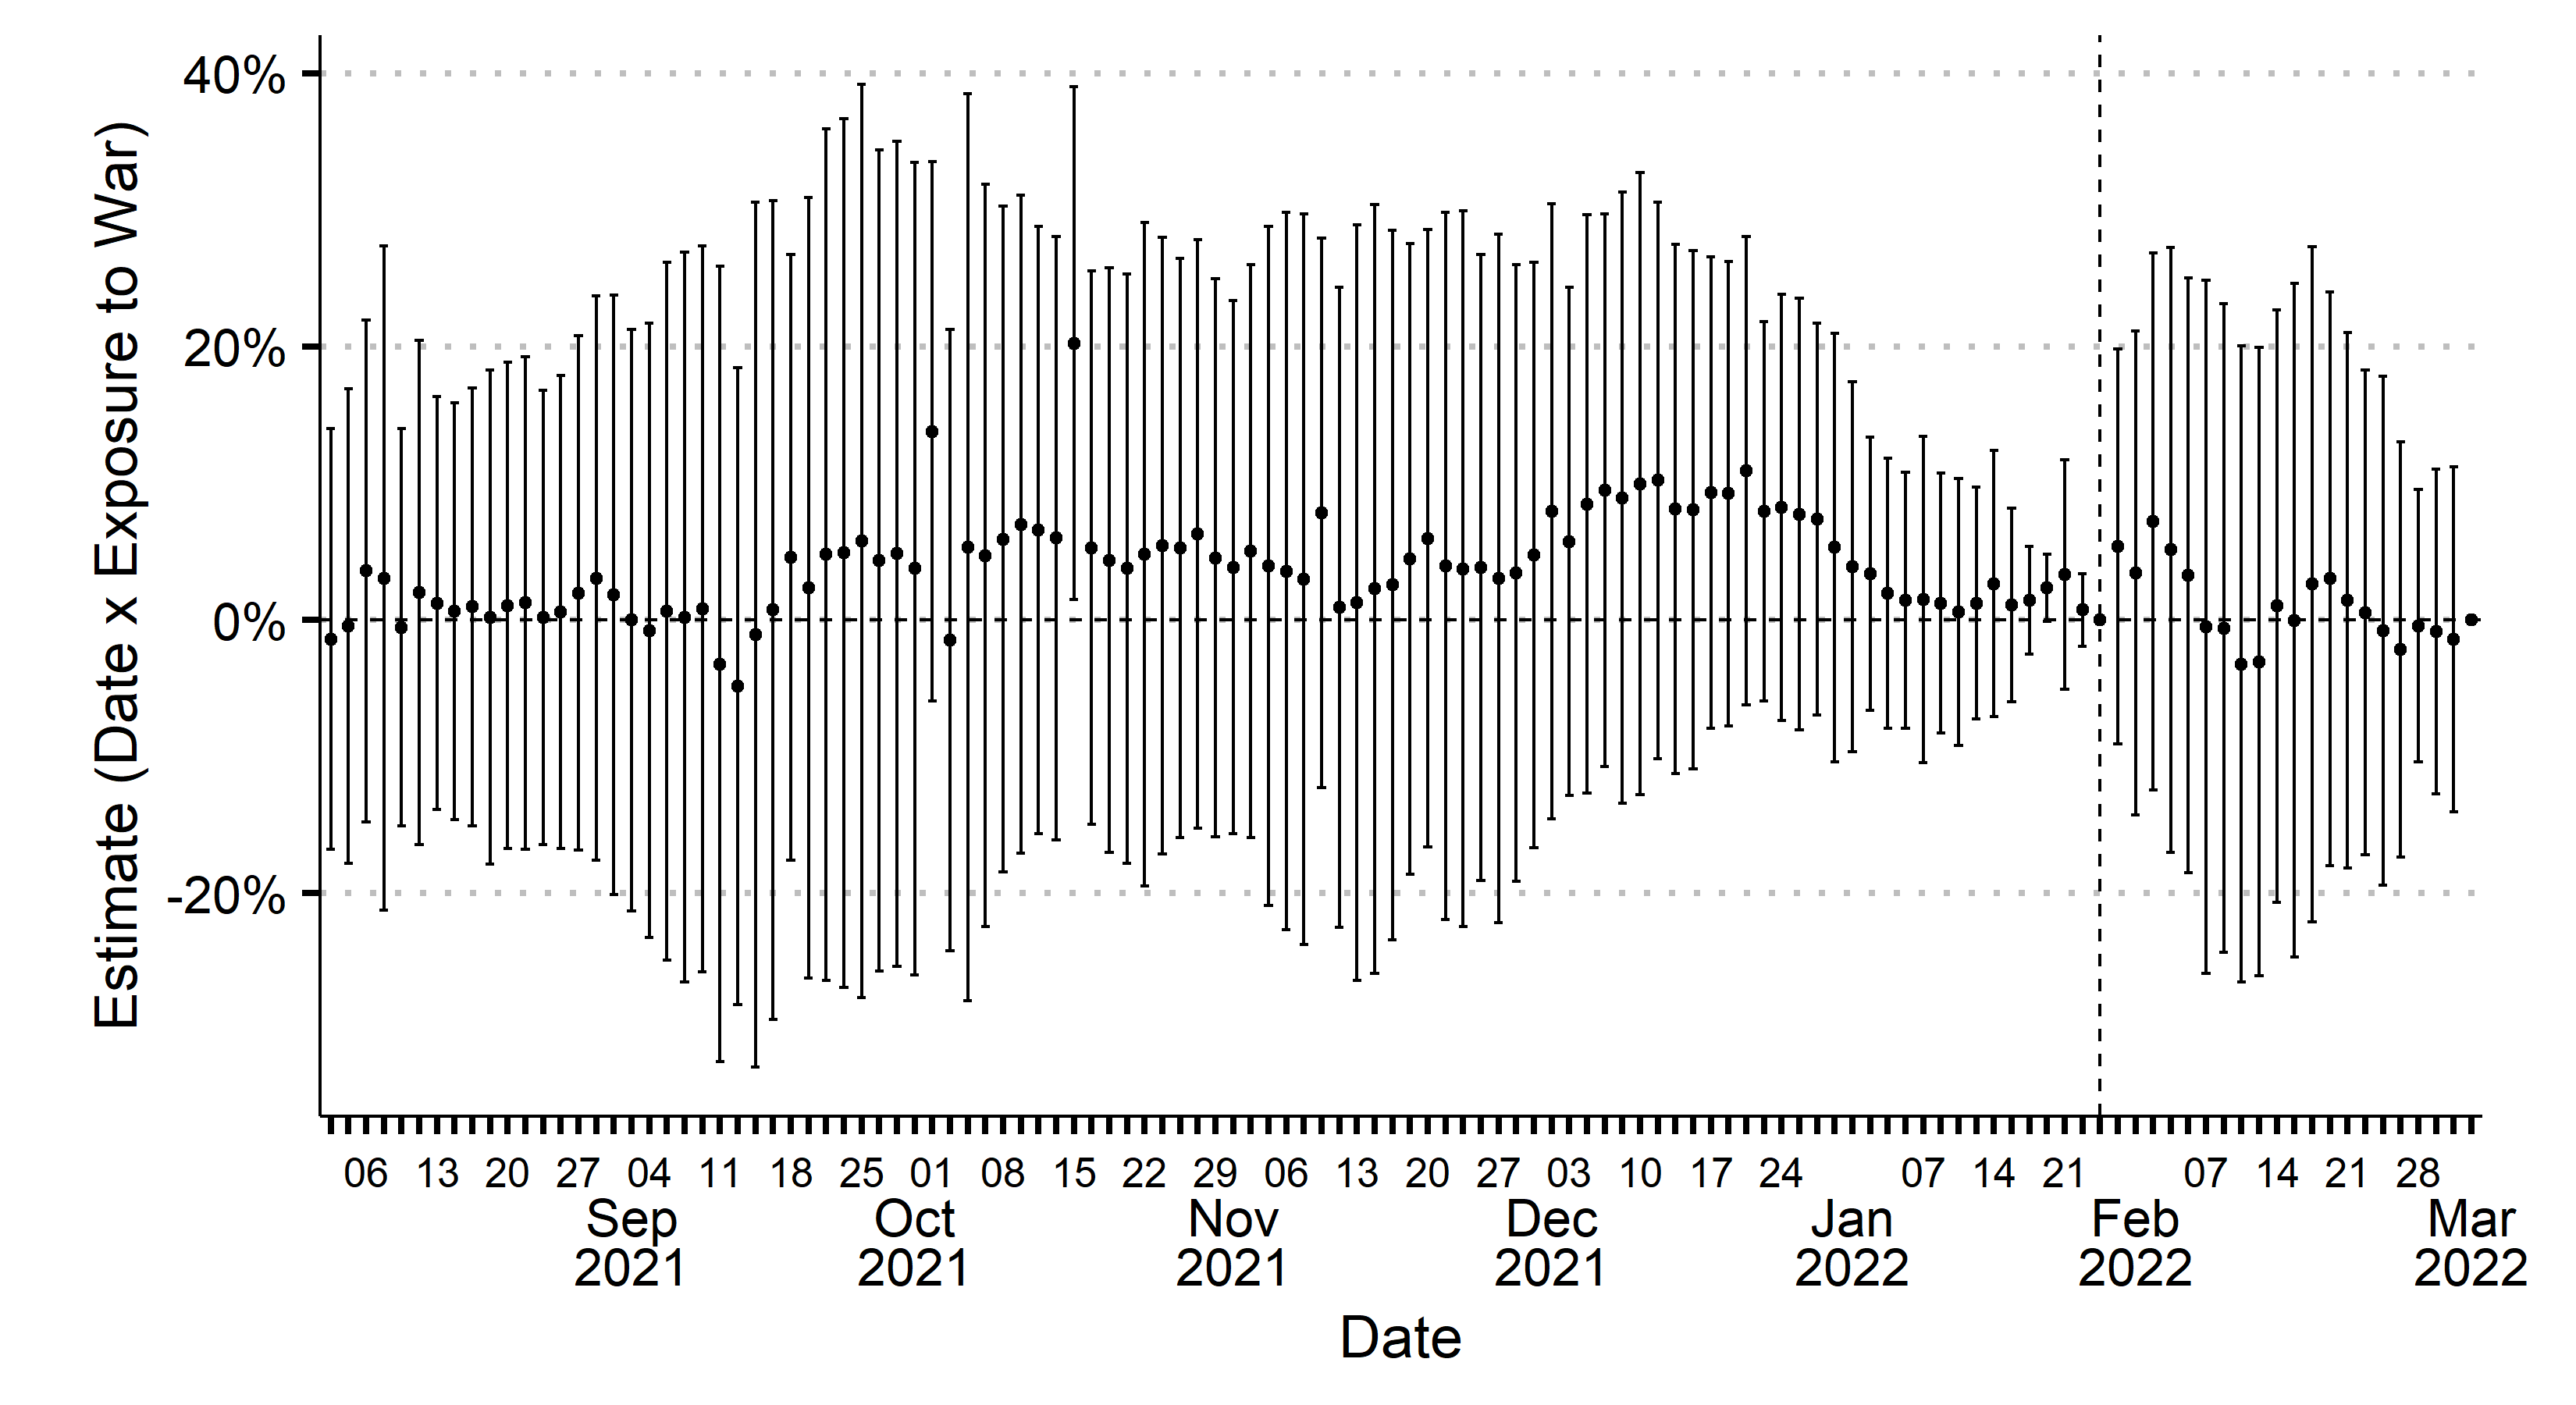 40%
20%
0%
-20%
Estimate (Date x Exposure to War)
06 13 20 27 04 11 18 25 01 08 15 22 29 06 13 20 27 03 10 17 24 07 14 21 07 14 21 28
Sep Oct Nov Dec Jan Feb Mar
2021 2021 2021 2021 2022 2022 2022
Date